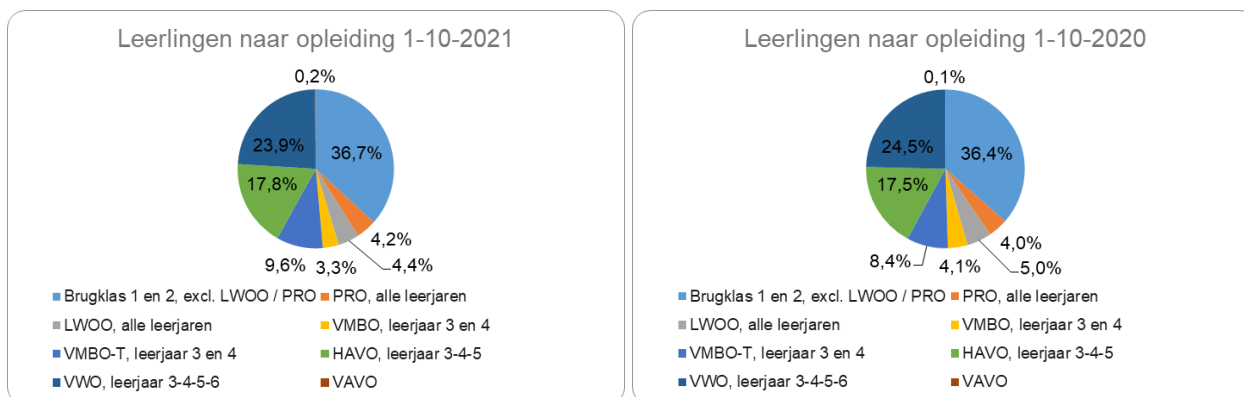 Leerlingen naar opleiding 1-10-2021
0,2%
23,9%
36,7%
17,8%
4,2%
9,6%
3,3%
4,4%
Brugklas 1 en 2, excl. LWOO / PRO
PRO, alle leerjaren
LWOO, alle leerjaren
VMBO, leerjaar 3 en 4
VMBO-T, leerjaar 3 en 4
HAVO, leerjaar 3-4-5
VWO, leerjaar 3-4-5-6
VAVO
Leerlingen naar opleiding 1-10-2020
0,1%
24,5%
36,4%
17,5%
4,0%
8,4%
4,1%
5,0%
Brugklas 1 en 2, excl. LWOO / PRO
PRO, alle leerjaren
LWOO, alle leerjaren
VMBO, leerjaar 3 en 4
VMBO-T, leerjaar 3 en 4
HAVO, leerjaar 3-4-5
VWO, leerjaar 3-4-5-6
VAVO